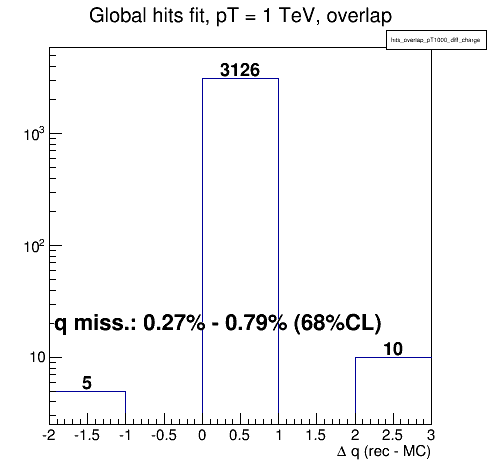 Global hits fit, pT = 1 TeV, overlap
hits_overlap_pT1000_diff_charge
3126
10³
10²
q miss.: 0.27% - 0.79% (68%CL)
10
10
5
-2 -1.5 -1 -0.5 0 0.5 1 1.5 2 2.5 3
Δ q (rec - MC)